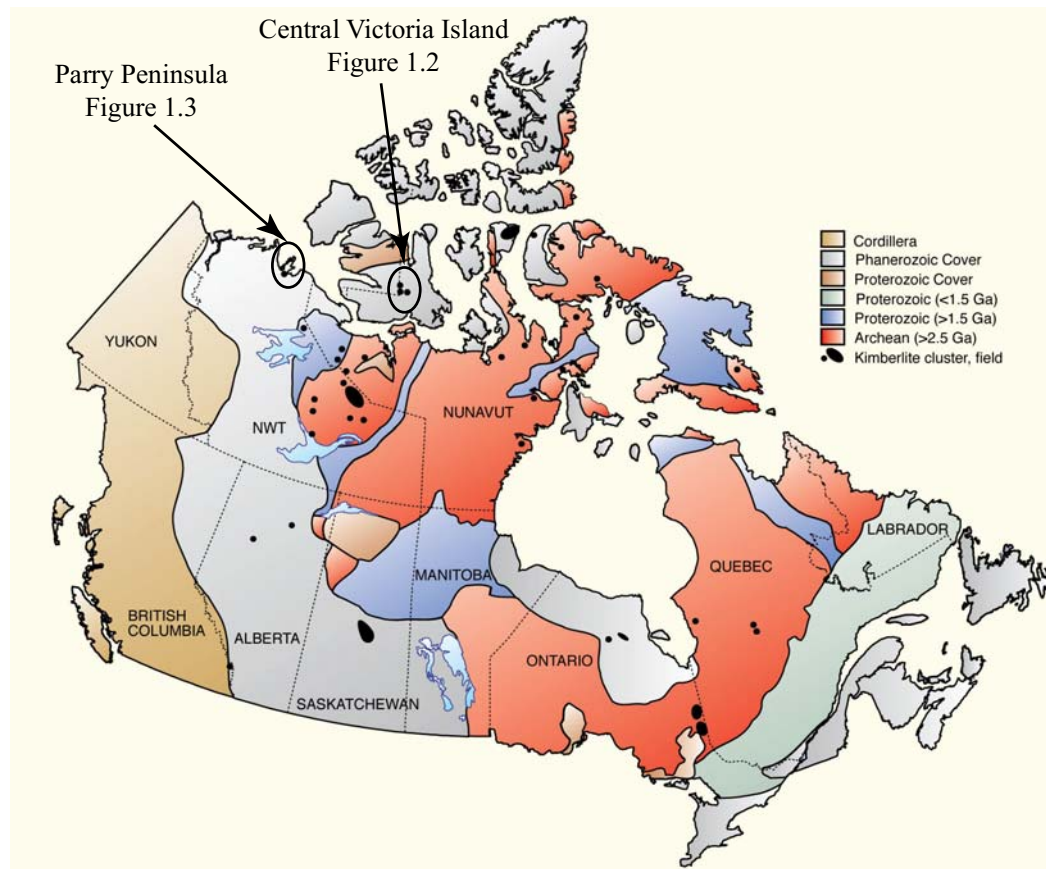 Central Victoria Island
Figure 1.2
Parry Peninsula
Figure 1.3
Cordillera
Phanerozoic Cover
Proterozoic Cover
Proterozoic (<1.5 Ga)
Proterozoic (>1.5 Ga)
Archean (>2.5 Ga)
Kimberlite cluster, field
YUKON
NWT
NUNAVUT
BRITISH
COLUMBIA
ALBERTA
SASKATCHEWAN
MANITOBA
ONTARIO
QUEBEC
LABRADOR